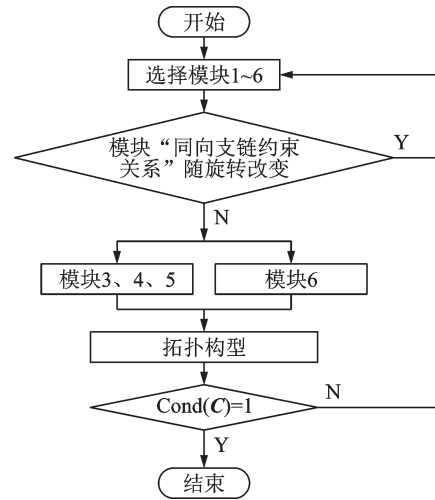 开始
选择模块1~6
模块“同向支链约束
关系”随旋转改变
Y
N
模块3、4、5
模块6
拓扑构型
Cond(C)=1
N
Y
结束